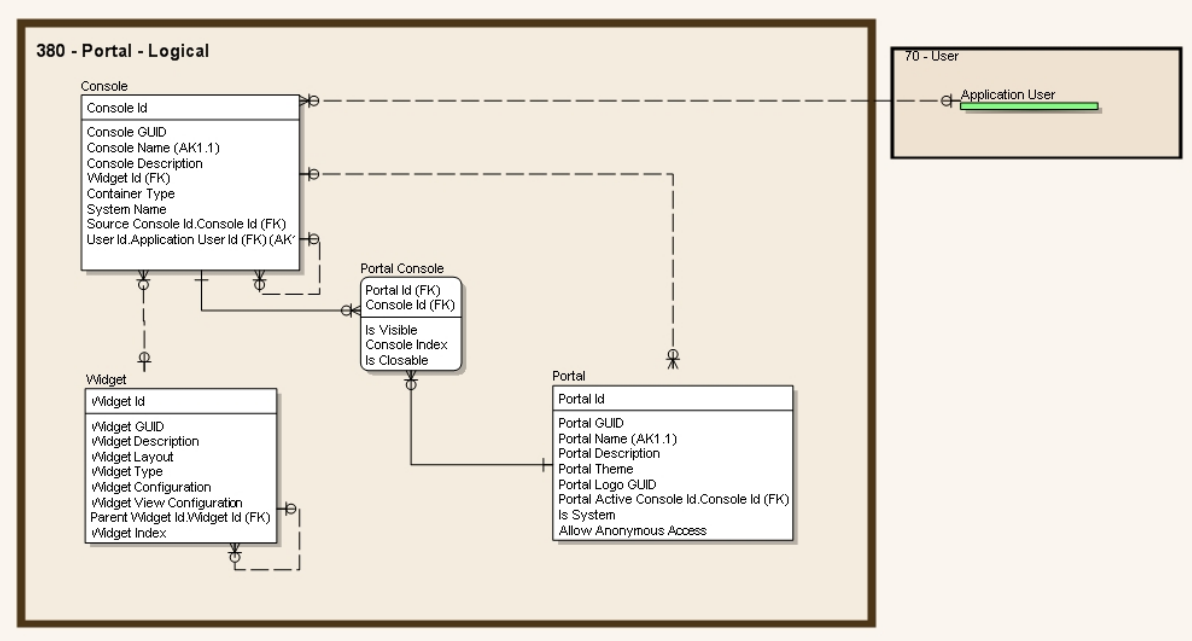 380 - Portal - Logical
Console
Console Id
Console GUID
Console Name (AK1.1)
Console Description
Widget Id (FK)
Container Type
System Name
Source Console Id.Console Id (FK)
User Id.Application User Id (FK) (AK1
70 - User
Application User
Portal Console
Portal Id (FK)
Console Id (FK)
Is Visible
Console Index
Is Closable
Widget
Widget Id
Widget GUID
Widget Description
Widget Layout
Widget Type
Widget Configuration
Widget View Configuration
Parent Widget Id.Widget Id (FK)
Widget Index
Portal
Portal Id
Portal GUID
Portal Name (AK1.1)
Portal Description
Portal Theme
Portal Logo GUID
Portal Active Console Id.Console Id (FK)
Is System
Allow Anonymous Access